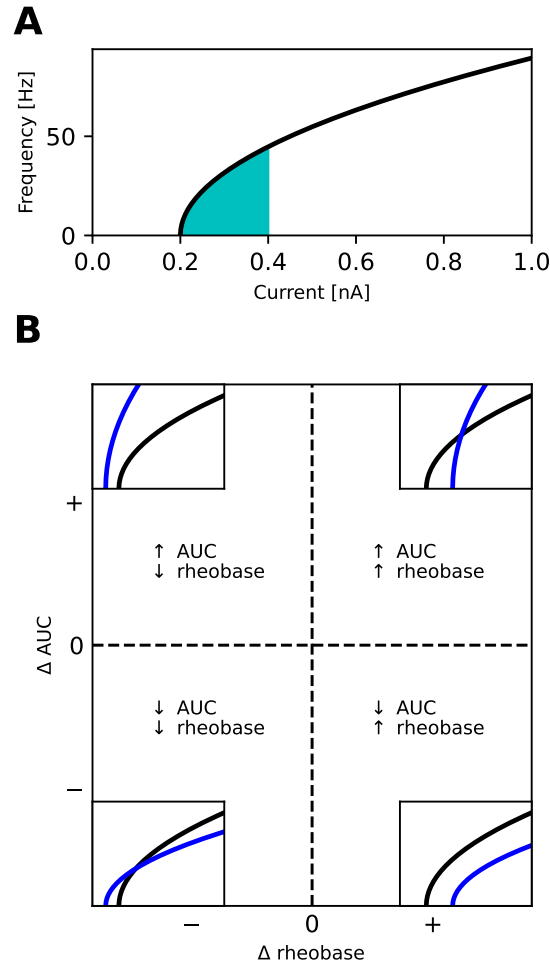 A
Frequency [Hz]
50
0
0.0 0.2 0.4 0.6 0.8 1.0
Current [nA]
B
+
↑ AUC
↓ rheobase
↑ AUC
↑ rheobase
Δ AUC
0
↓ AUC
↓ rheobase
↓ AUC
↑ rheobase
−
− 0 +
Δ rheobase